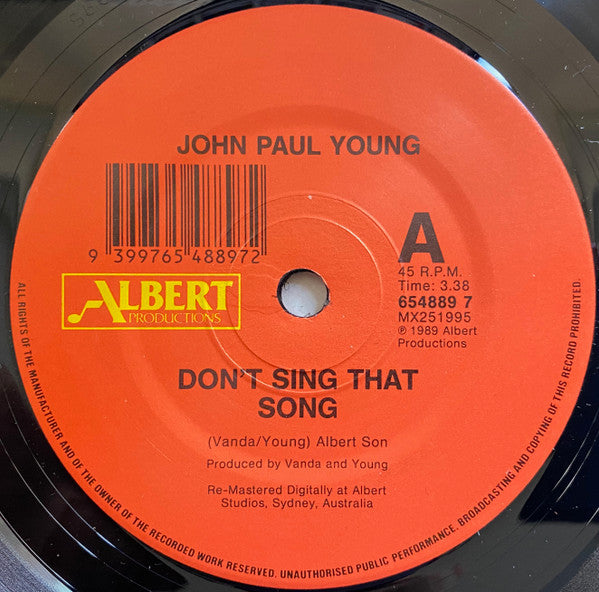 JOHN PAUL YOUNG
9 399765 488972
A
45 R.P.M.
Time: 3.38
654889 7
MX251995
℗ 1989 Albert
Productions
ALBERT
PRODUCTIONS
DON'T SING THAT
SONG
(Vanda/Young) Albert Son
Produced by Vanda and Young
Re-Mastered Digitally at Albert
Studios, Sydney, Australia
ALL RIGHTS OF THE MANUFACTURER AND OF THE OWNER OF THE RECORDED WORK RESERVED. UNAUTHORISED PUBLIC PERFORMANCE, BROADCASTING AND COPYING OF THIS RECORD PROHIBITED.